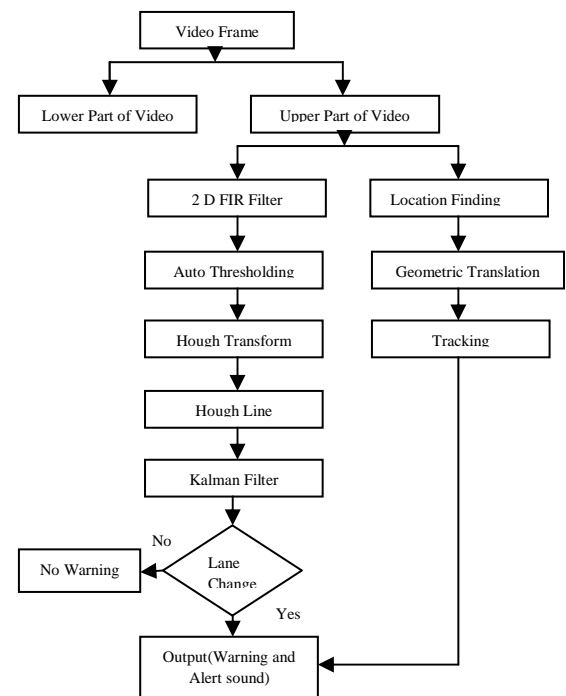 Video Frame
Lower Part of Video
Upper Part of Video
2 D FIR Filter
Location Finding
Auto Thresholding
Geometric Translation
Hough Transform
Tracking
Hough Line
Kalman Filter
No
No Warning
Lane
Change
Yes
Output(Warning and
Alert sound)